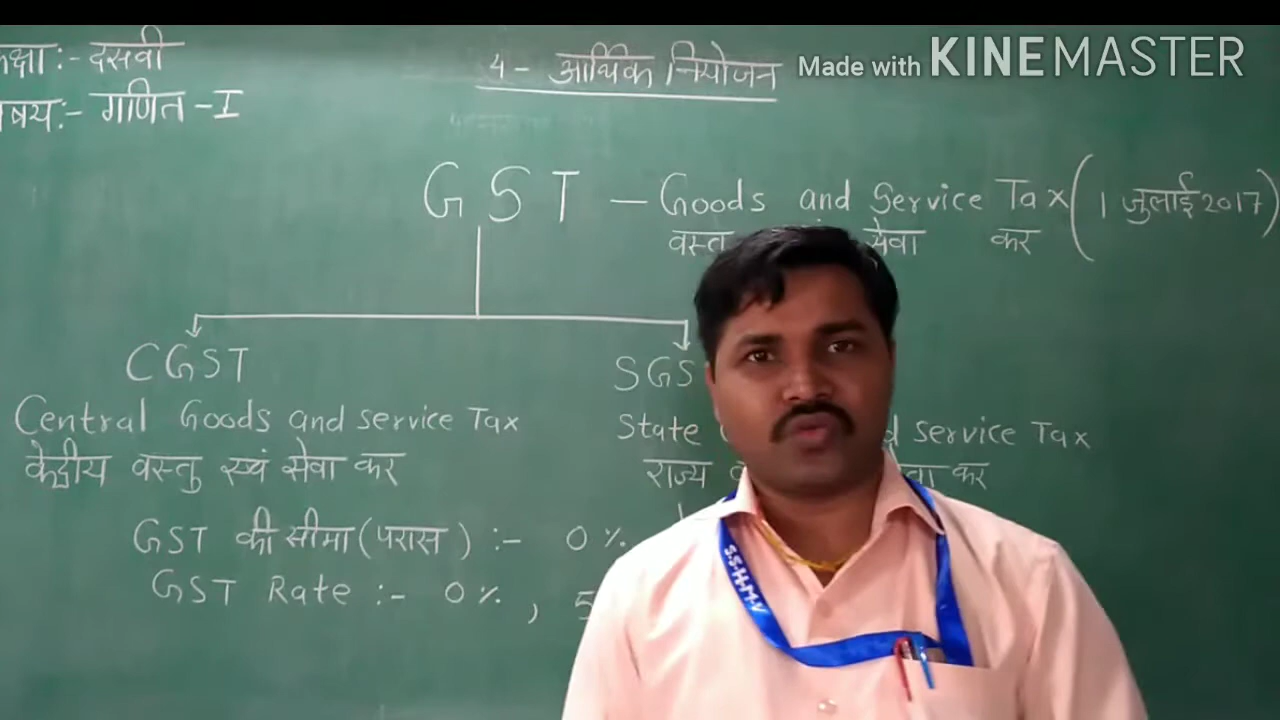 कक्षा:- दसवी
4 - आर्थिक नियोजन
Made with KINEMASTER
विषय:- गणित - I
GST — Goods and Service Tax (1 जुलाई 2017)
सेवा कर
CGST
SGS
Central Goods and Service Tax
State Service Tax
केंद्रीय वस्तु एवं सेवा कर
राज्य कर
GST की सीमा (परास) :- 0%
GST Rate :- 0%, 5
S.S.H.M.V